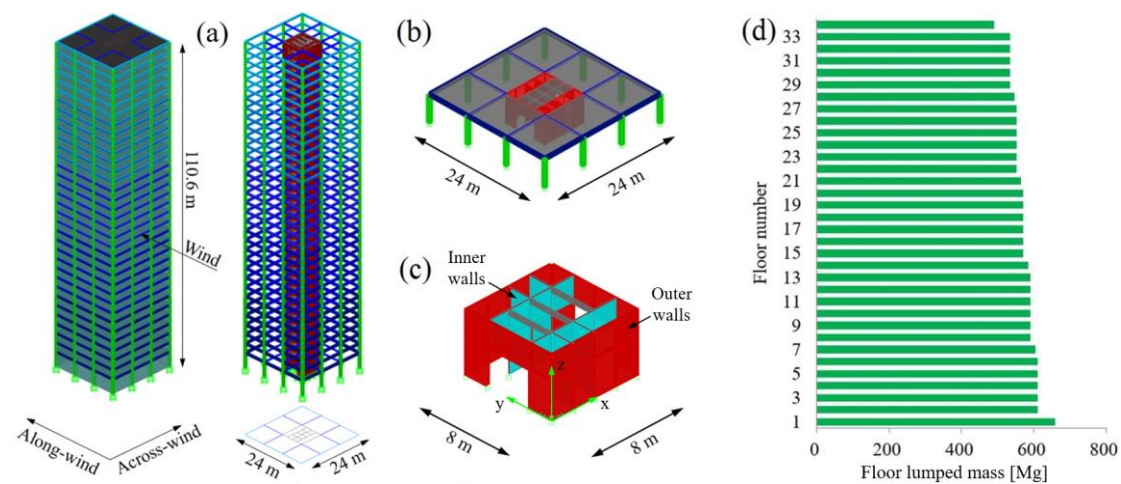 (a)
110.6 m
Wind
Along-wind
Across-wind
24 m
24 m
(b)
24 m
24 m
(c)
Inner
walls
Outer
walls
z
y
x
8 m
8 m
(d)
Floor number
33
31
29
27
25
23
21
19
17
15
13
11
9
7
5
3
1
0
200
400
600
800
Floor lumped mass [Mg]